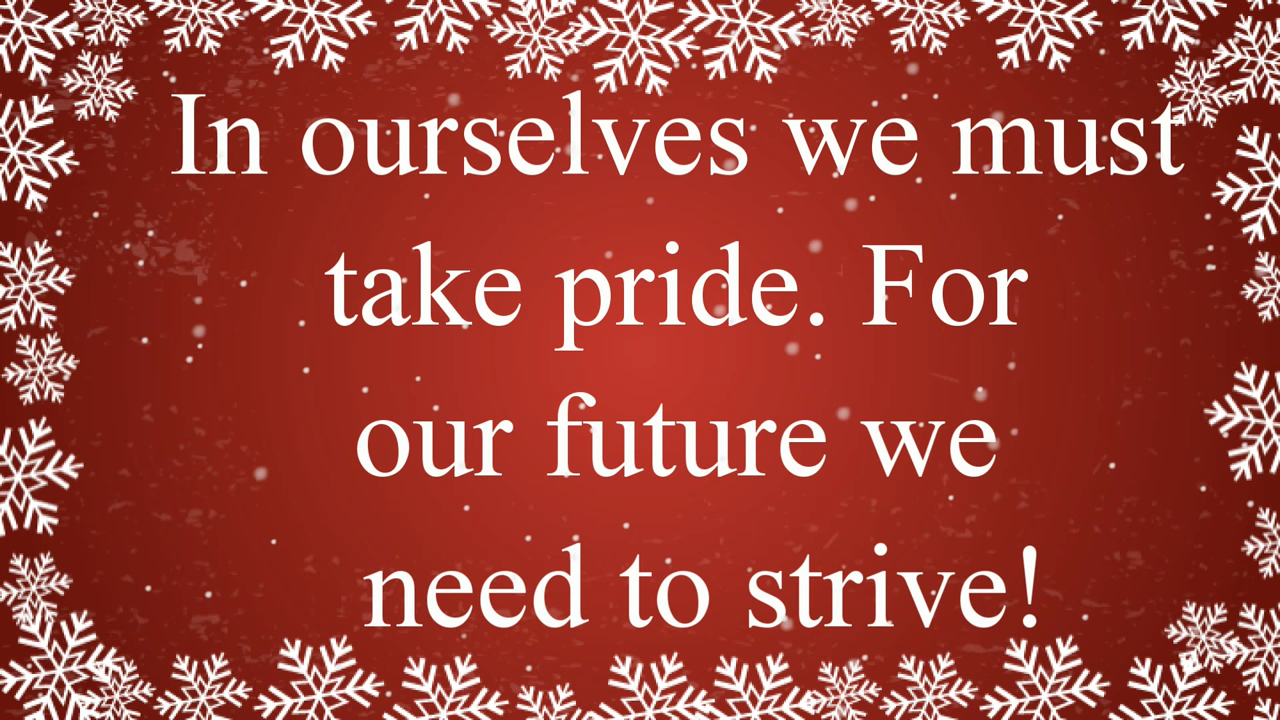 In ourselves we must
take pride. For
our future we
need to strive!